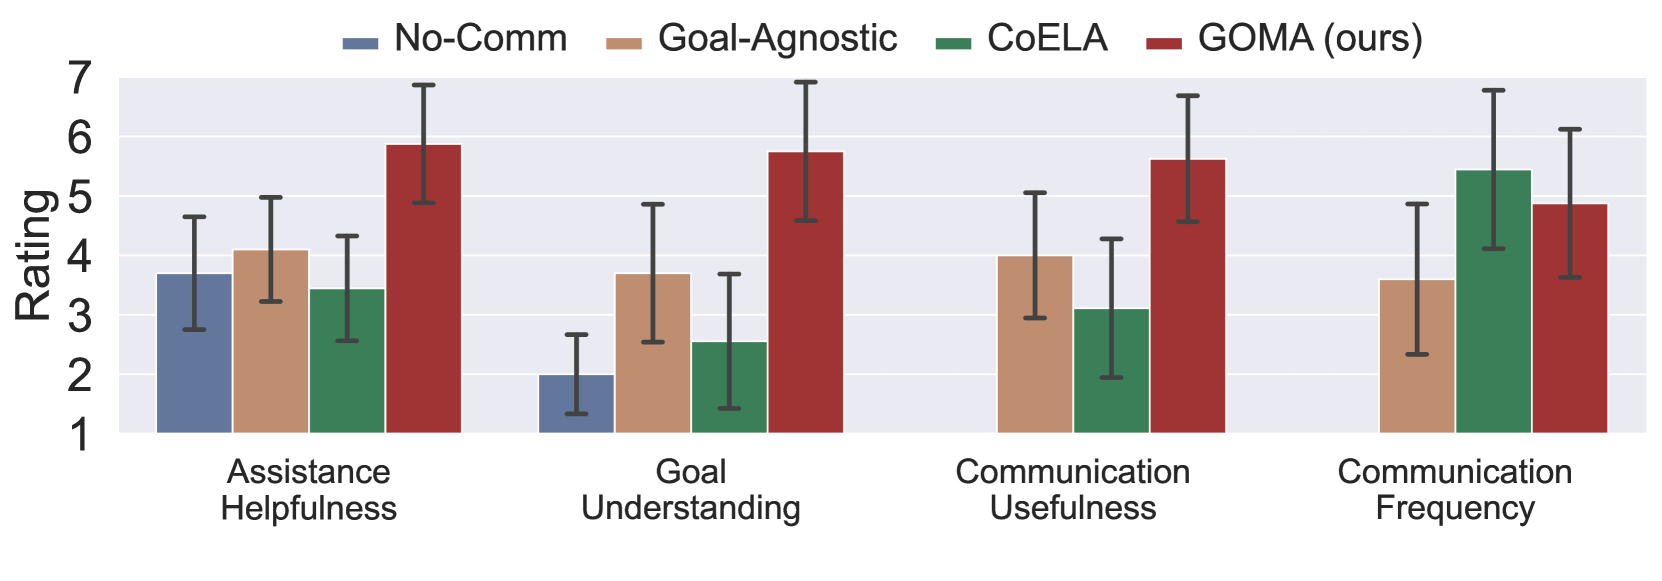 No-Comm Goal-Agnostic CoELA GOMA (ours)
7
6
5
4
3
2
1
Rating
Assistance Helpfulness
Goal Understanding
Communication Usefulness
Communication Frequency